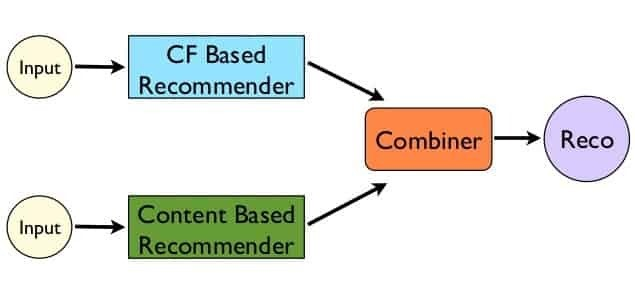 Input
CF Based
Recommender
Combiner
Reco
Input
Content Based
Recommender